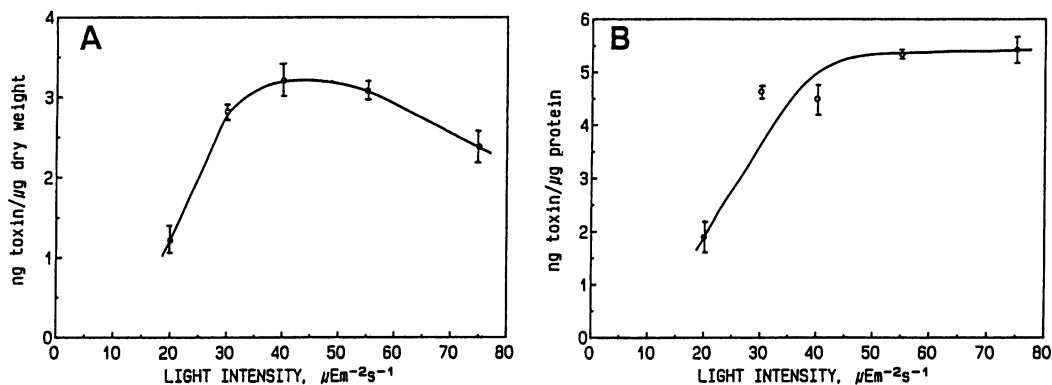 A
4
3
2
1
0
ng toxin/µg dry weight
0 10 20 30 40 50 60 70 80
LIGHT INTENSITY, µEm⁻²s⁻¹
B
6
5
4
3
2
1
0
ng toxin/µg protein
0 10 20 30 40 50 60 70 80
LIGHT INTENSITY, µEm⁻²s⁻¹